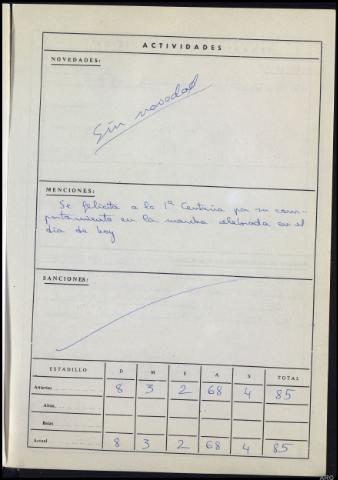 ACTIVIDADES
NOVEDADES:
Sin novedad
MENCIONES:
Se felicita a la 1ª Centuria por su com-
portamiento en la marcha celebrada en el
día de hoy
SANCIONES:
ESTADILLO D M E A S TOTAL
Anterior 8 3 2 68 4 85
Altas
Bajas
Actual 8 3 2 68 4 85
ARG